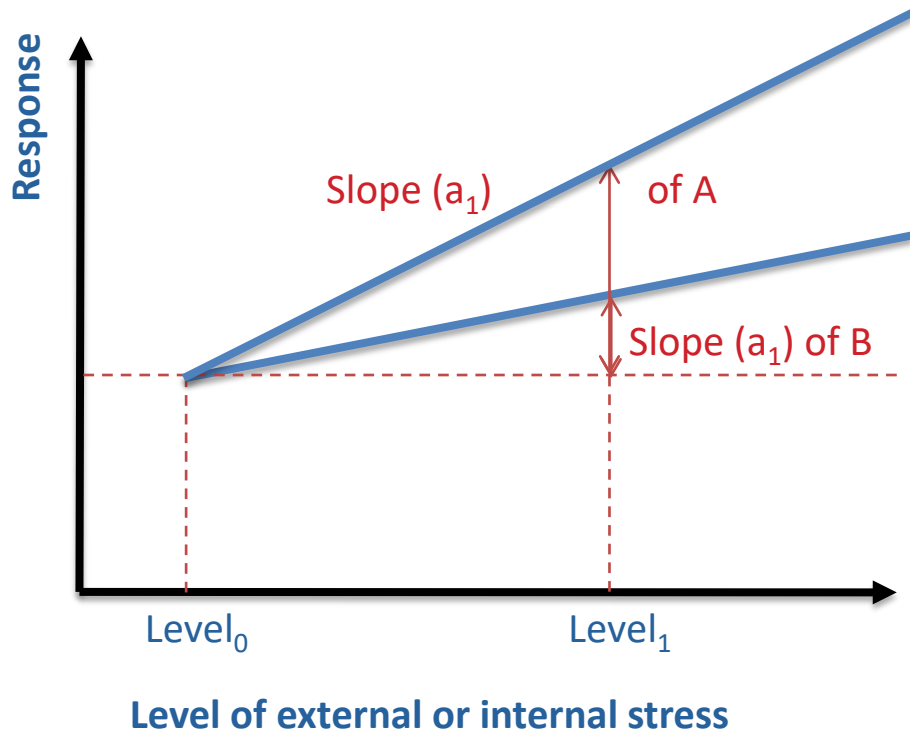 Response
Slope (a₁) of A
Slope (a₁) of B
Level₀
Level₁
Level of external or internal stress